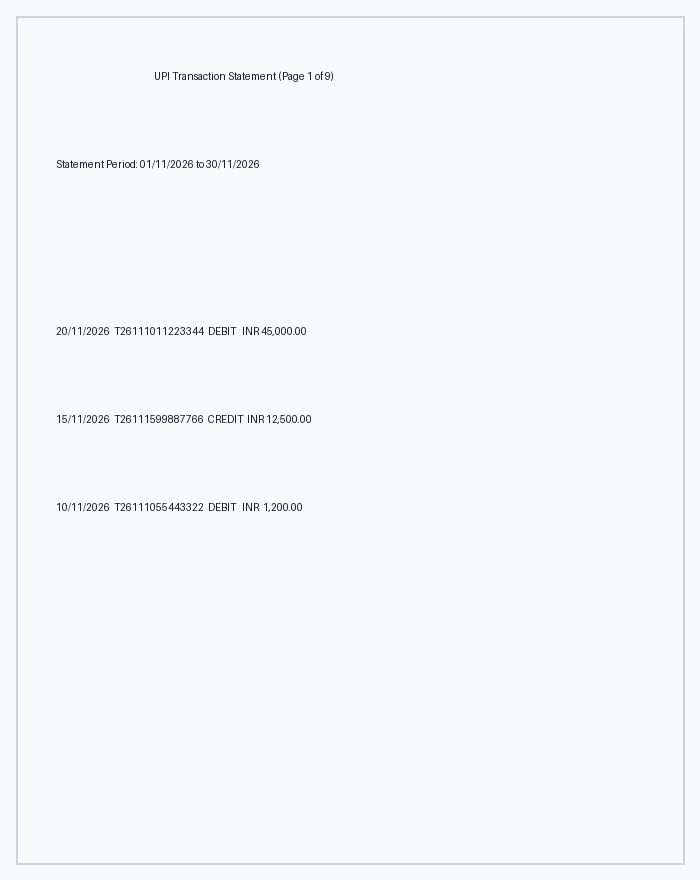 UPI Transaction Statement (Page 1 of 9)
Statement Period: 01/11/2026 to 30/11/2026
20/11/2026 T26111011223344 DEBIT INR 45,000.00
15/11/2026 T26111599887766 CREDIT INR 12,500.00
10/11/2026 T26111055443322 DEBIT INR 1,200.00